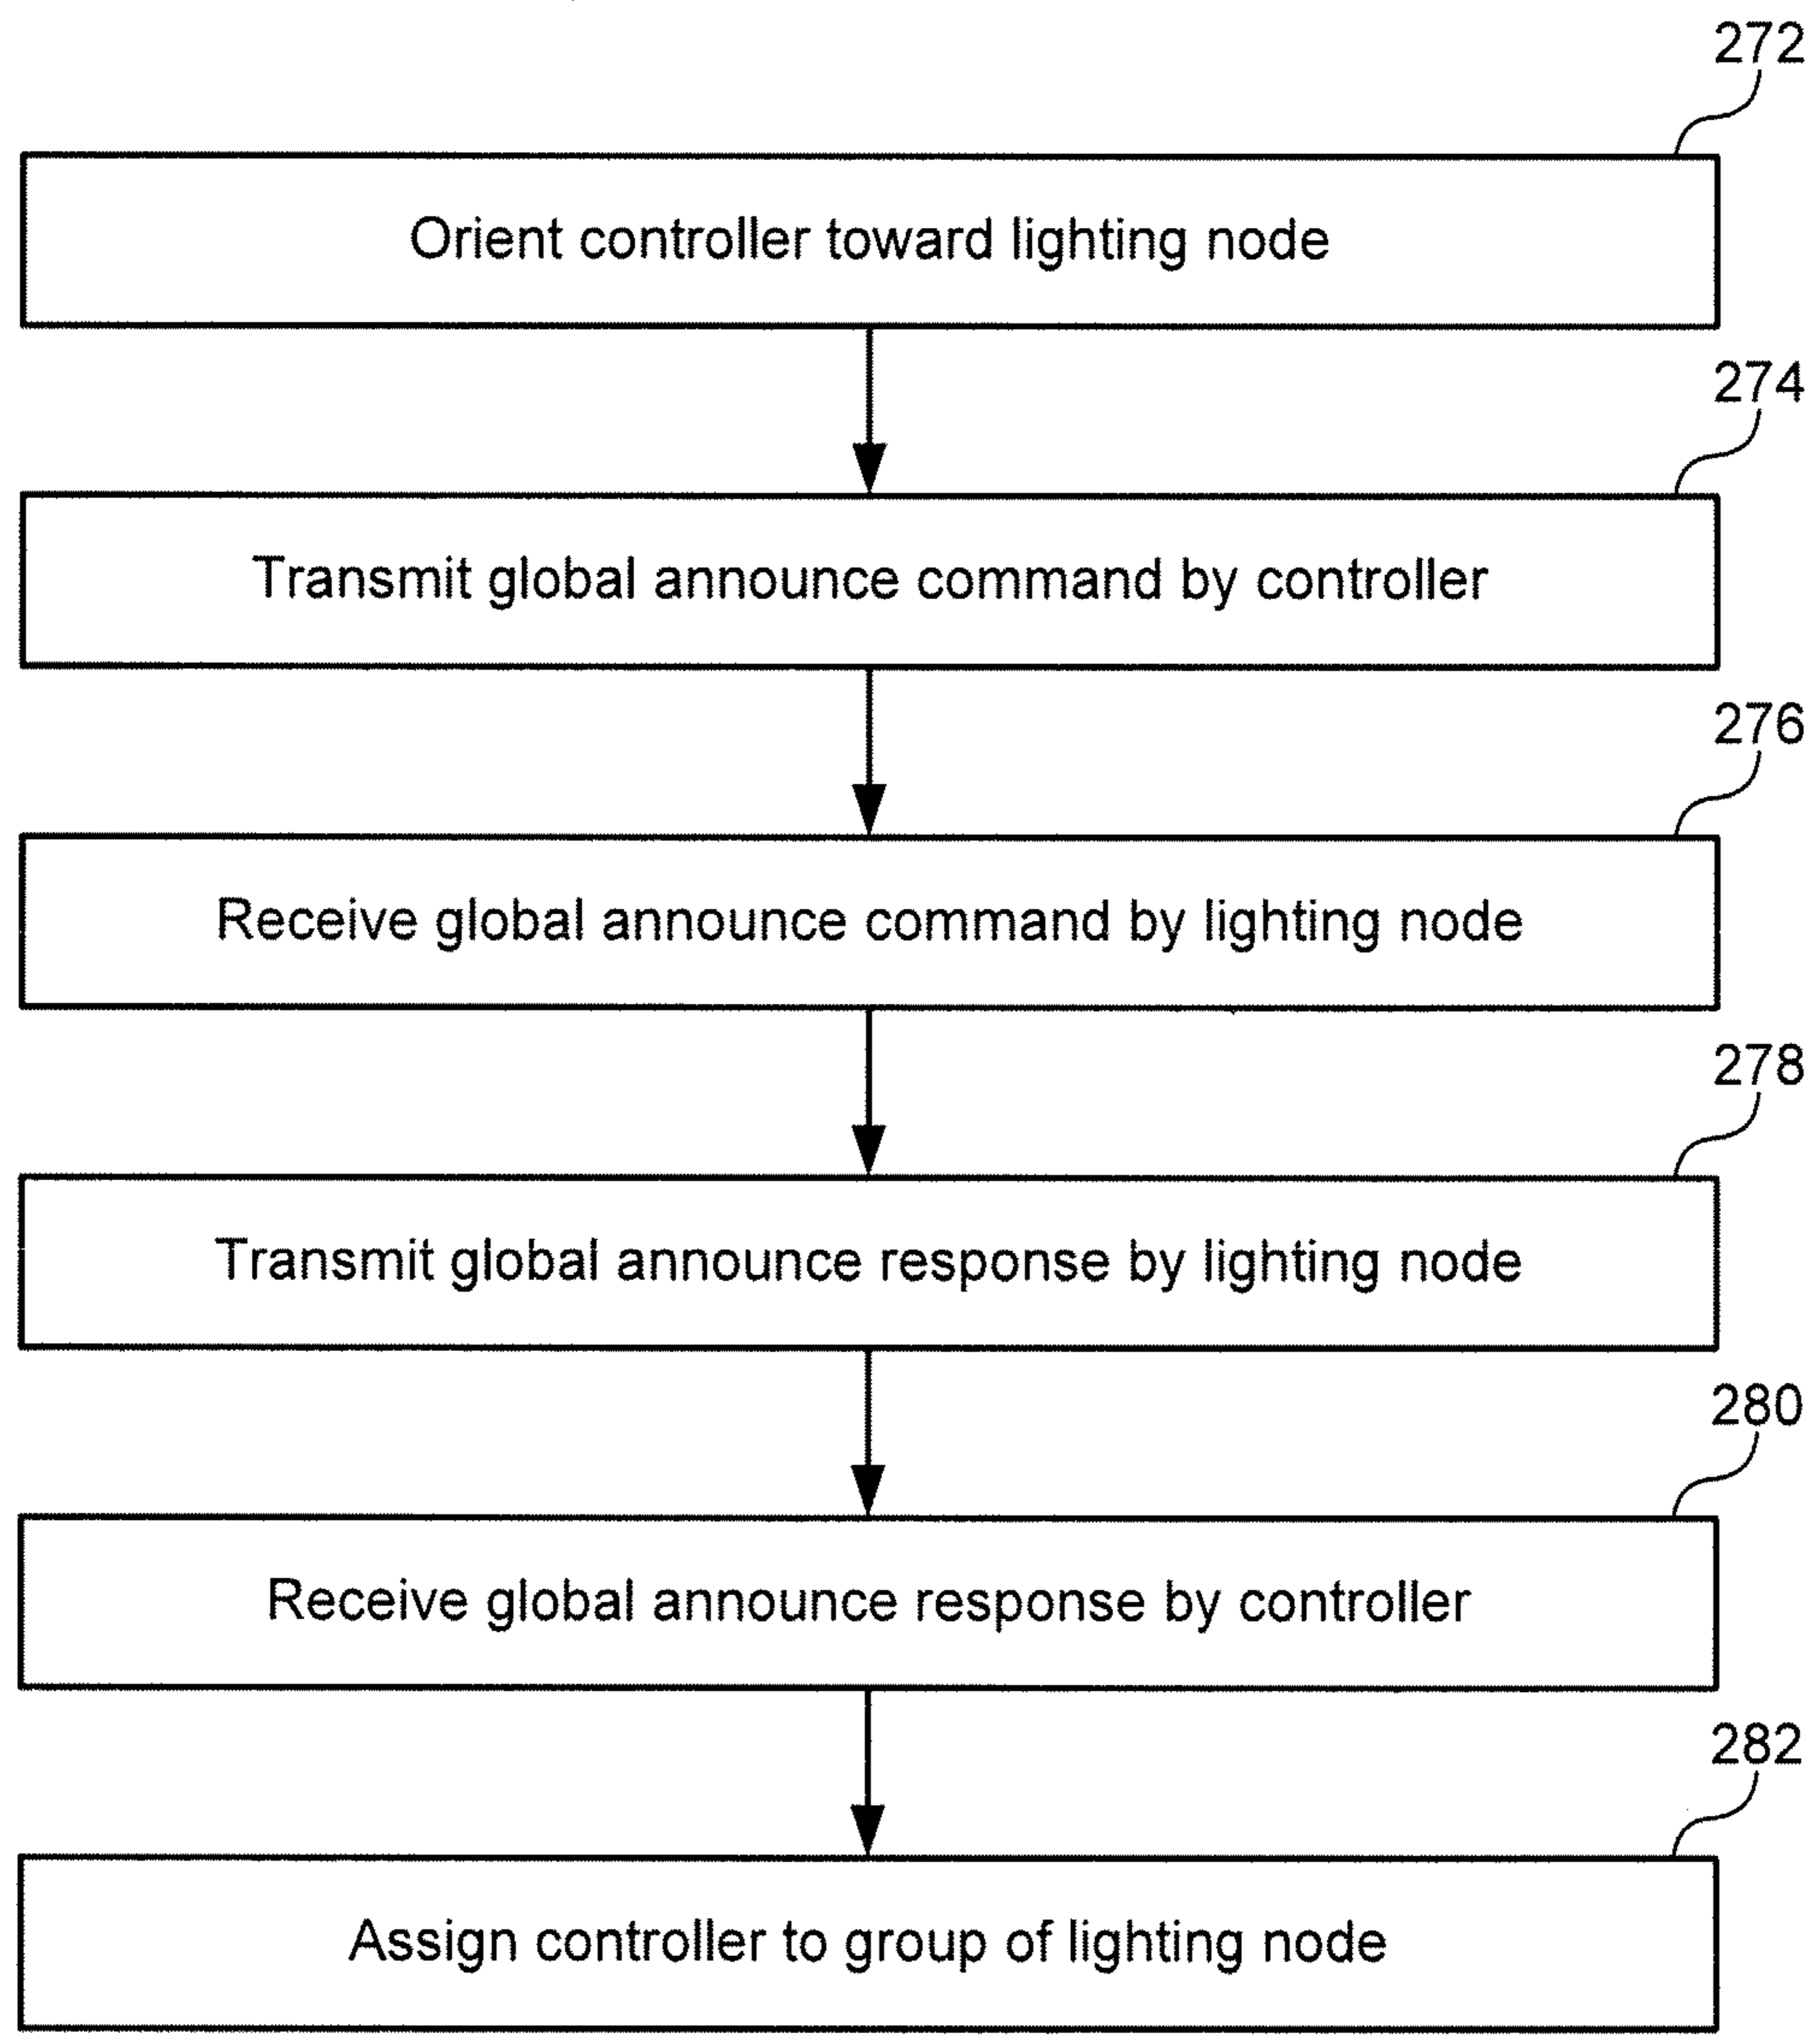 272
Orient controller toward lighting node
274
Transmit global announce command by controller
276
Receive global announce command by lighting node
278
Transmit global announce response by lighting node
280
Receive global announce response by controller
282
Assign controller to group of lighting node